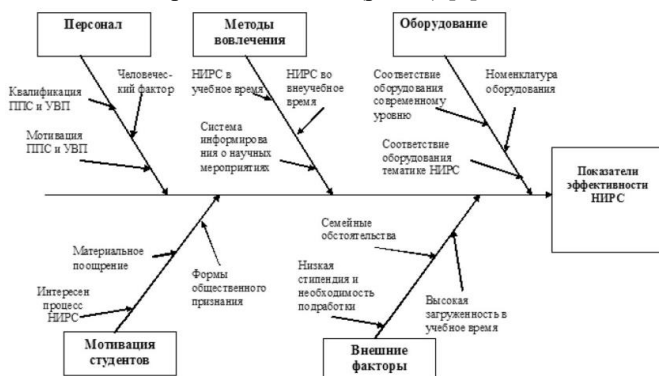 Персонал
Методы
вовлечения
Оборудование
Квалификация
ППС и УВП
Человечес-
кий фактор
Мотивация
ППС и УВП
НИРС в
учебное время
НИРС во
внеучебное
время
Система
информирова
ния о научных
мероприятиях
Соответствие
оборудования
современному
уровню
Номенклатура
оборудования
Соответствие
оборудования
тематике НИРС
Показатели
эффективности
НИРС
Материальное
поощрение
Формы
общественного
признания
Интересен
процесс
НИРС
Мотивация
студентов
Семейные
обстоятельства
Низкая
стипендия и
необходимость
подработки
Высокая
загруженность в
учебное время
Внешние
факторы